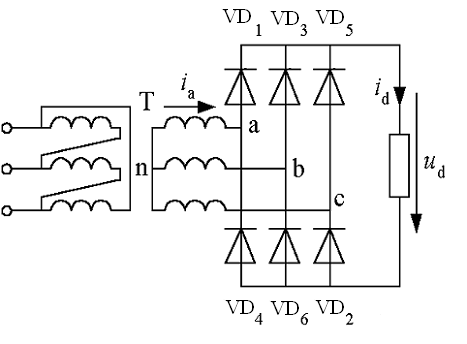 VD1 VD3 VD5
T ia id
a
n b ud
c
VD4 VD6 VD2